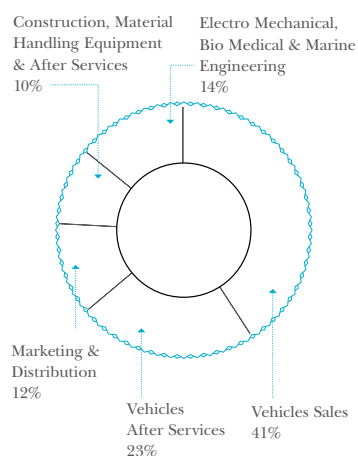 Construction, Material
Handling Equipment
& After Services
10%
Electro Mechanical,
Bio Medical & Marine
Engineering
14%
Marketing &
Distribution
12%
Vehicles
After Services
23%
Vehicles Sales
41%